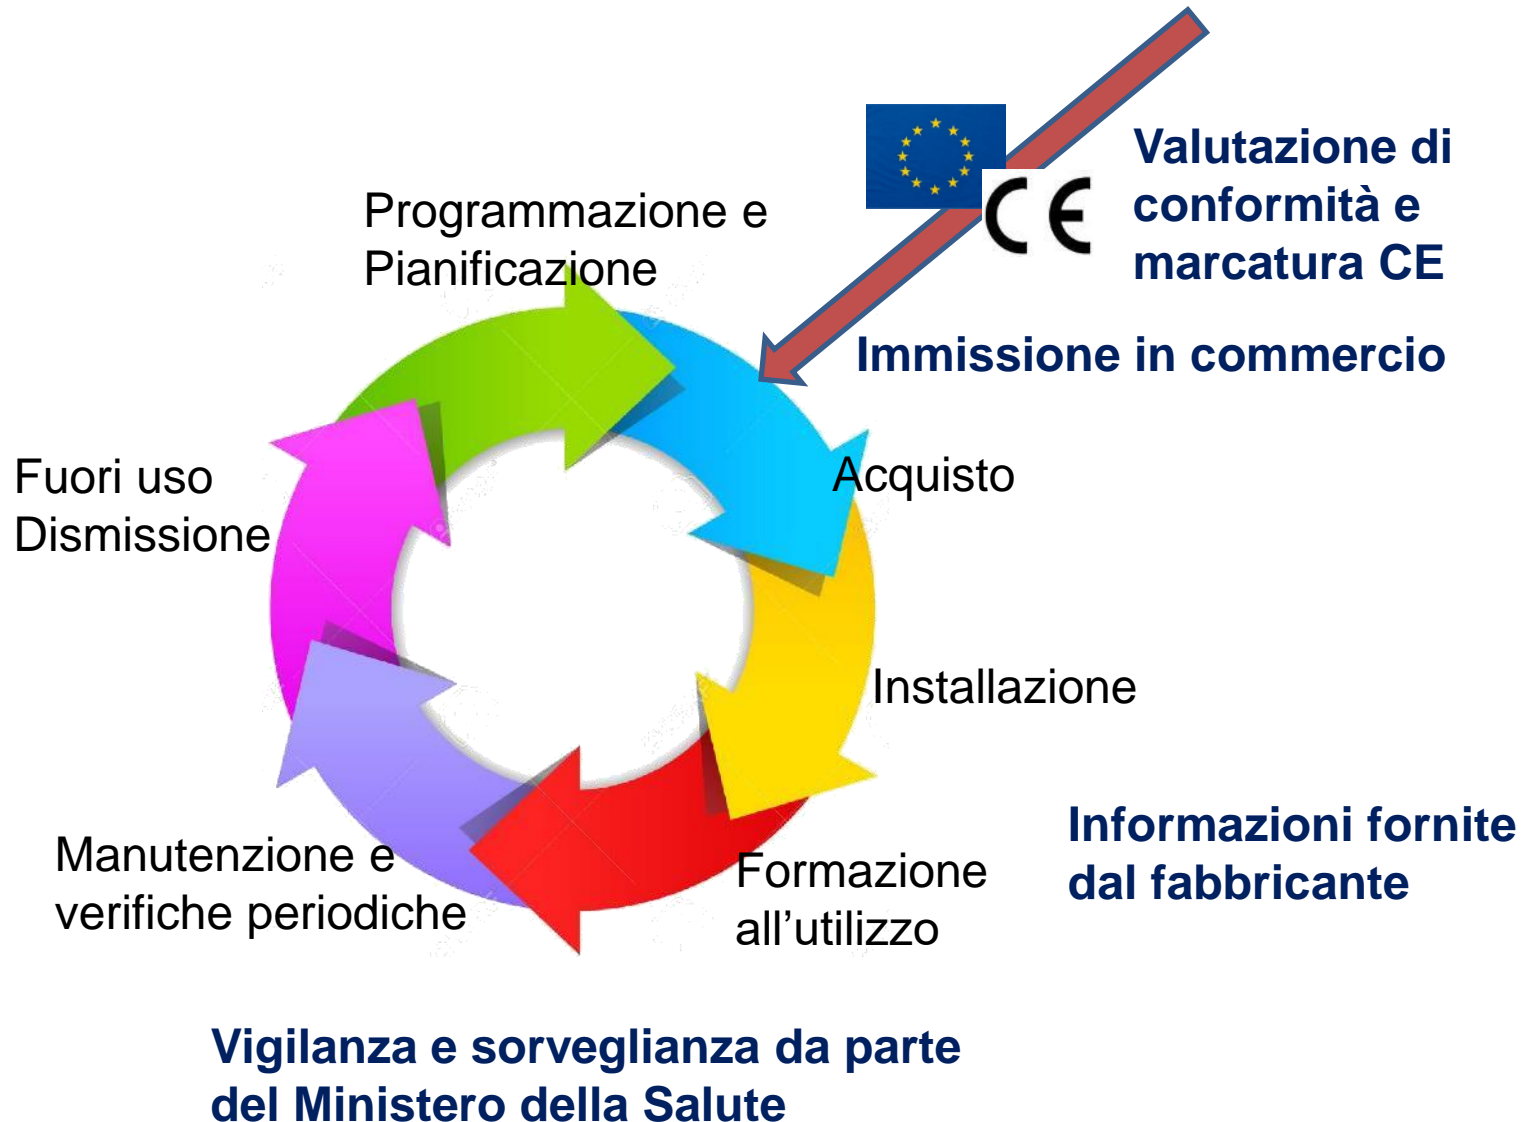 Valutazione di
conformità e
marcatura CE
CE
Programmazione e
Pianificazione
Immissione in commercio
Acquisto
Fuori uso
Dismissione
Installazione
Informazioni fornite
dal fabbricante
Manutenzione e
verifiche periodiche
Formazione
all’utilizzo
Vigilanza e sorveglianza da parte
del Ministero della Salute